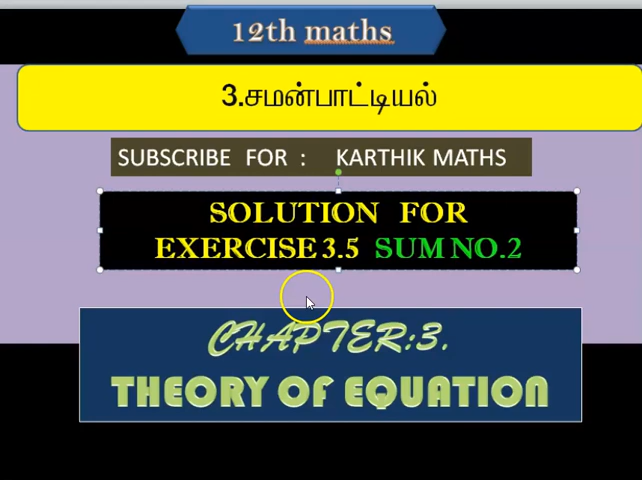 12th maths
3.சமன்பாட்டியல்
SUBSCRIBE FOR : KARTHIK MATHS
SOLUTION FOR
EXERCISE 3.5 SUM NO.2
CHAPTER:3.
THEORY OF EQUATION